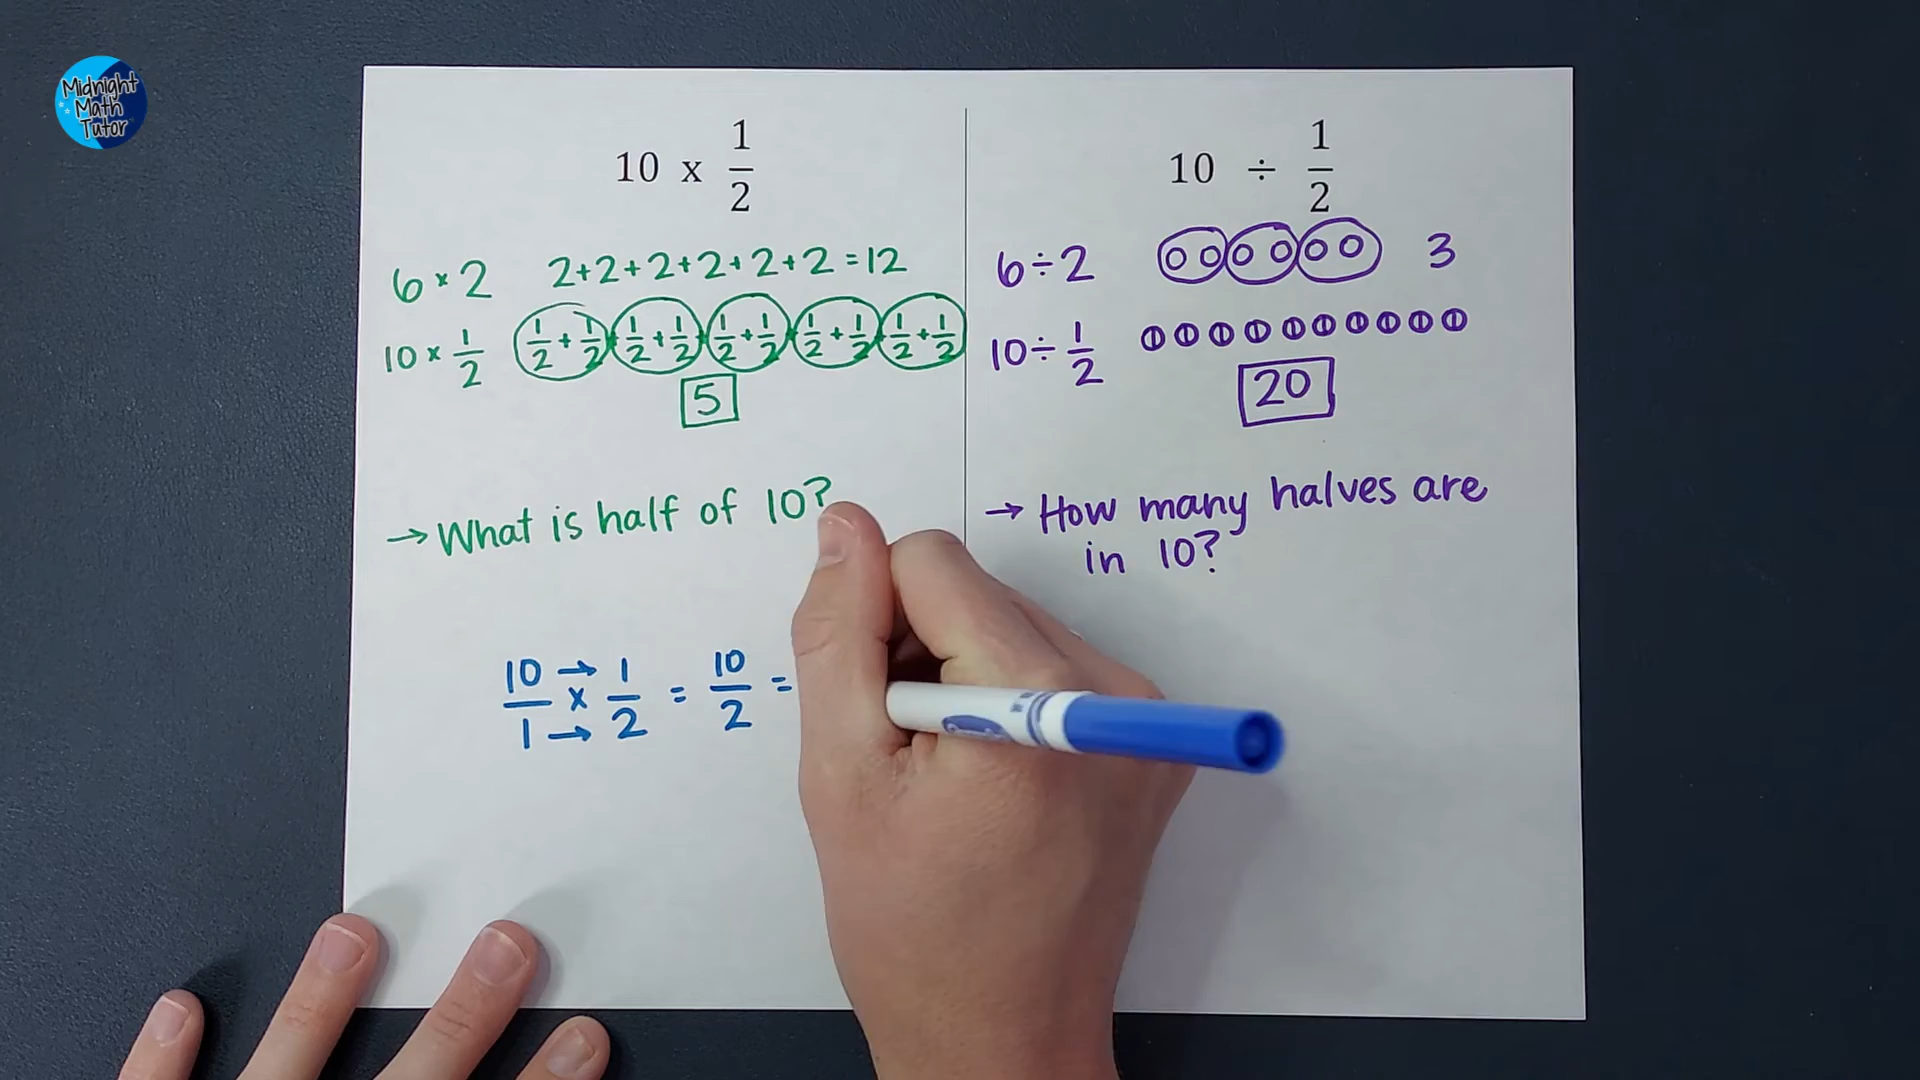 Midnight
Math
Tutor
10 x 1/2
6 × 2 2+2+2+2+2+2=12
10 × 1/2 1/2 + 1/2 + 1/2 + 1/2 + 1/2 + 1/2 + 1/2 + 1/2 + 1/2 + 1/2
5
→ What is half of 10?
10/1 × 1/2 = 10/2 =
10 ÷ 1/2
6÷2 3
10÷ 1/2
20
→ How many halves are
in 10?